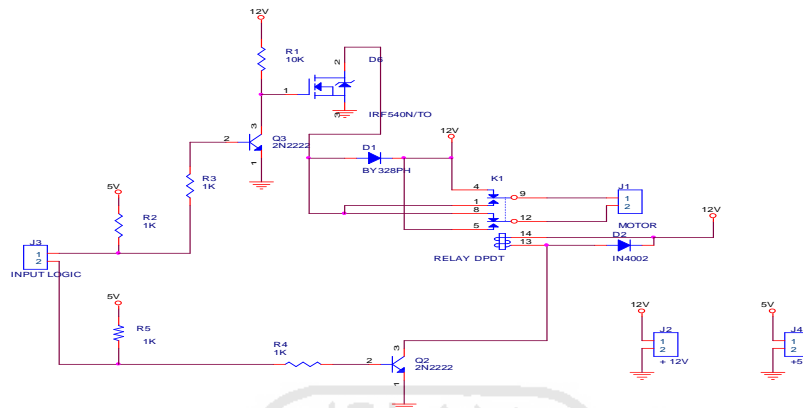 12V
R1
10K
2
D6
1
3
IRF540N/TO
3
2
Q3
2N2222
1
12V
D1
BY328PH
K1
4
1
9
8
12
5
14
13
RELAY DPDT
J1
1
2
MOTOR
12V
D2
IN4002
R3
1K
5V
R2
1K
J3
1
2
INPUT LOGIC
5V
R5
1K
R4
1K
3
2
Q2
2N2222
1
12V
J2
1
2
+ 12V
5V
J4
1
2
+5